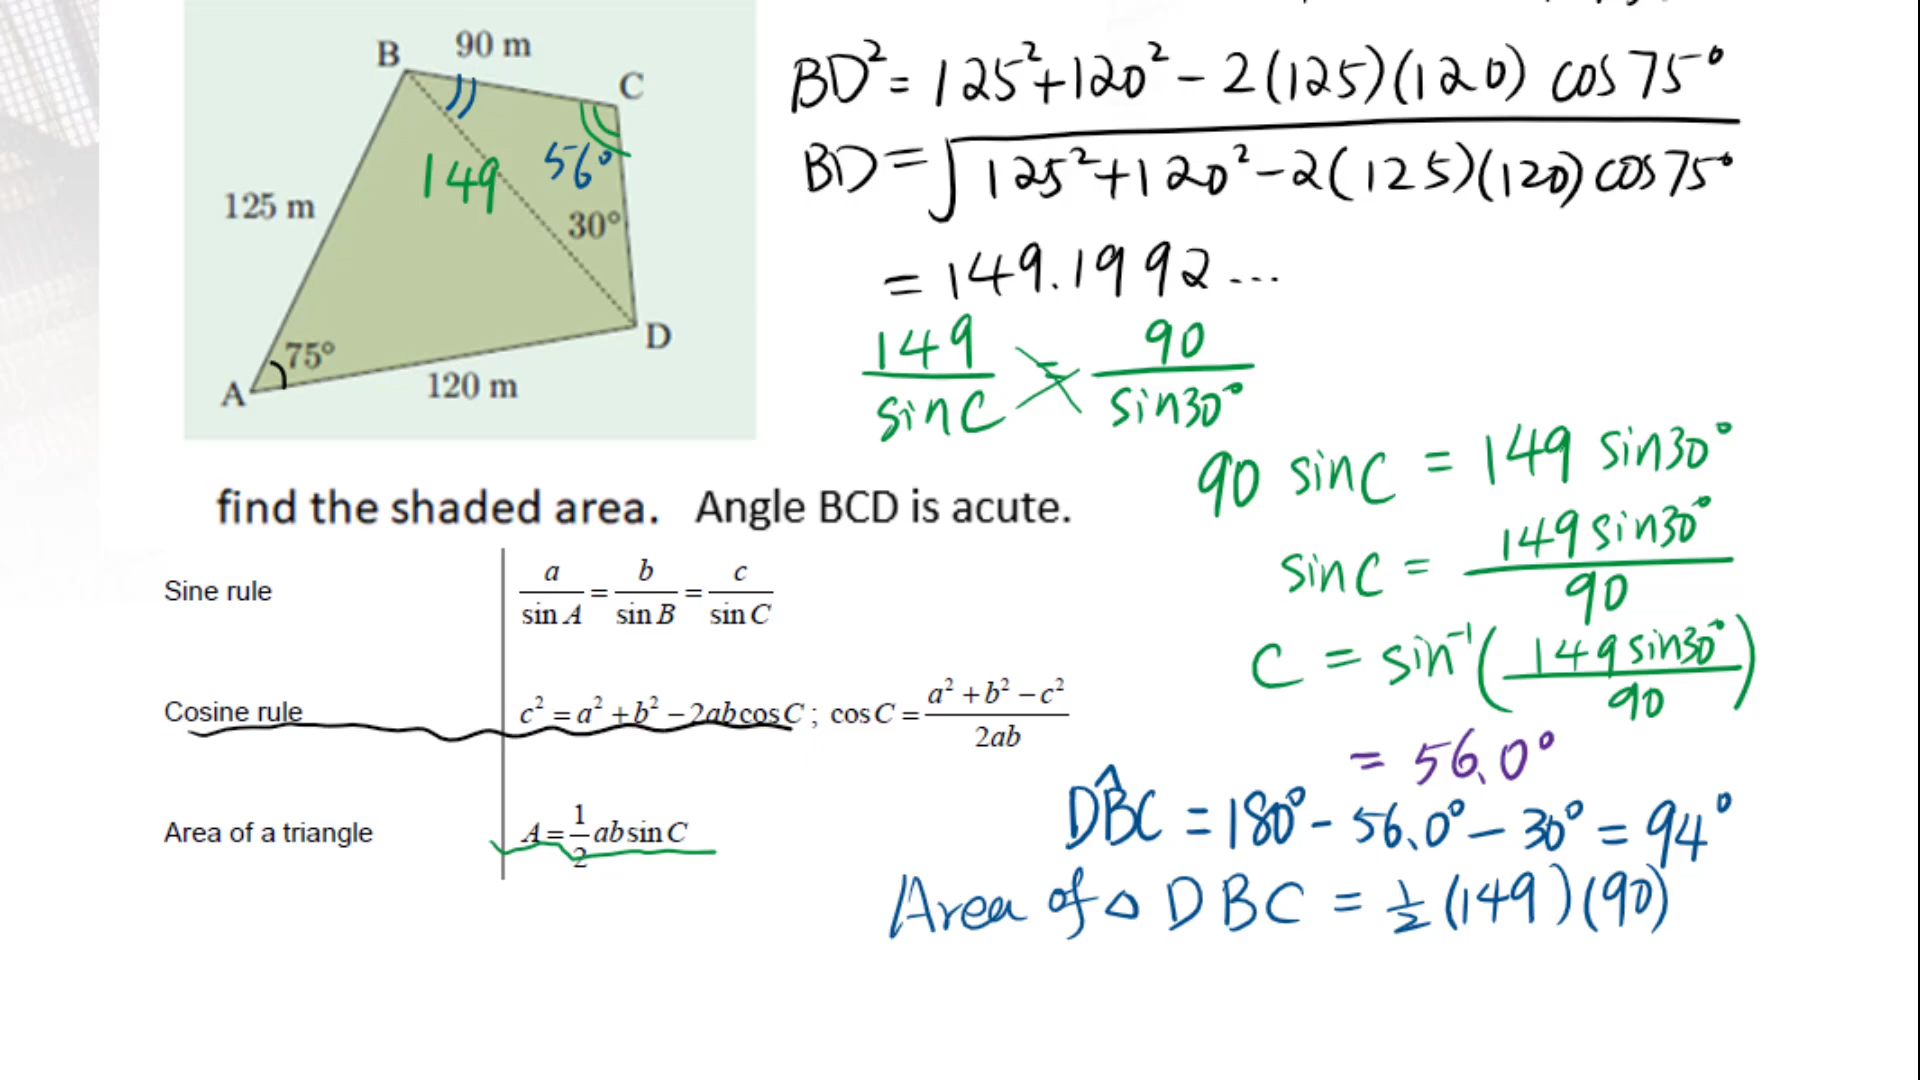 B 90 m C
149 56°
125 m
30°
75°
D
A
120 m
BD² = 125² + 120² - 2(125)(120) cos 75°
BD = √125² + 120² - 2(125)(120) cos 75°
= 149.1992...
149/sin C = 90/sin 30°
90 sin C = 149 sin 30°
sin C = 149 sin 30°/90
C = sin⁻¹(149 sin 30°/90)
= 56.0°
DB̂C = 180° - 56.0° - 30° = 94°
Area of △ DBC = ½ (149)(90)
find the shaded area. Angle BCD is acute.
Sine rule a/sin A = b/sin B = c/sin C
Cosine rule c² = a² + b² − 2ab cos C ; cos C = a² + b² − c²/2ab
Area of a triangle A = 1/2 ab sin C